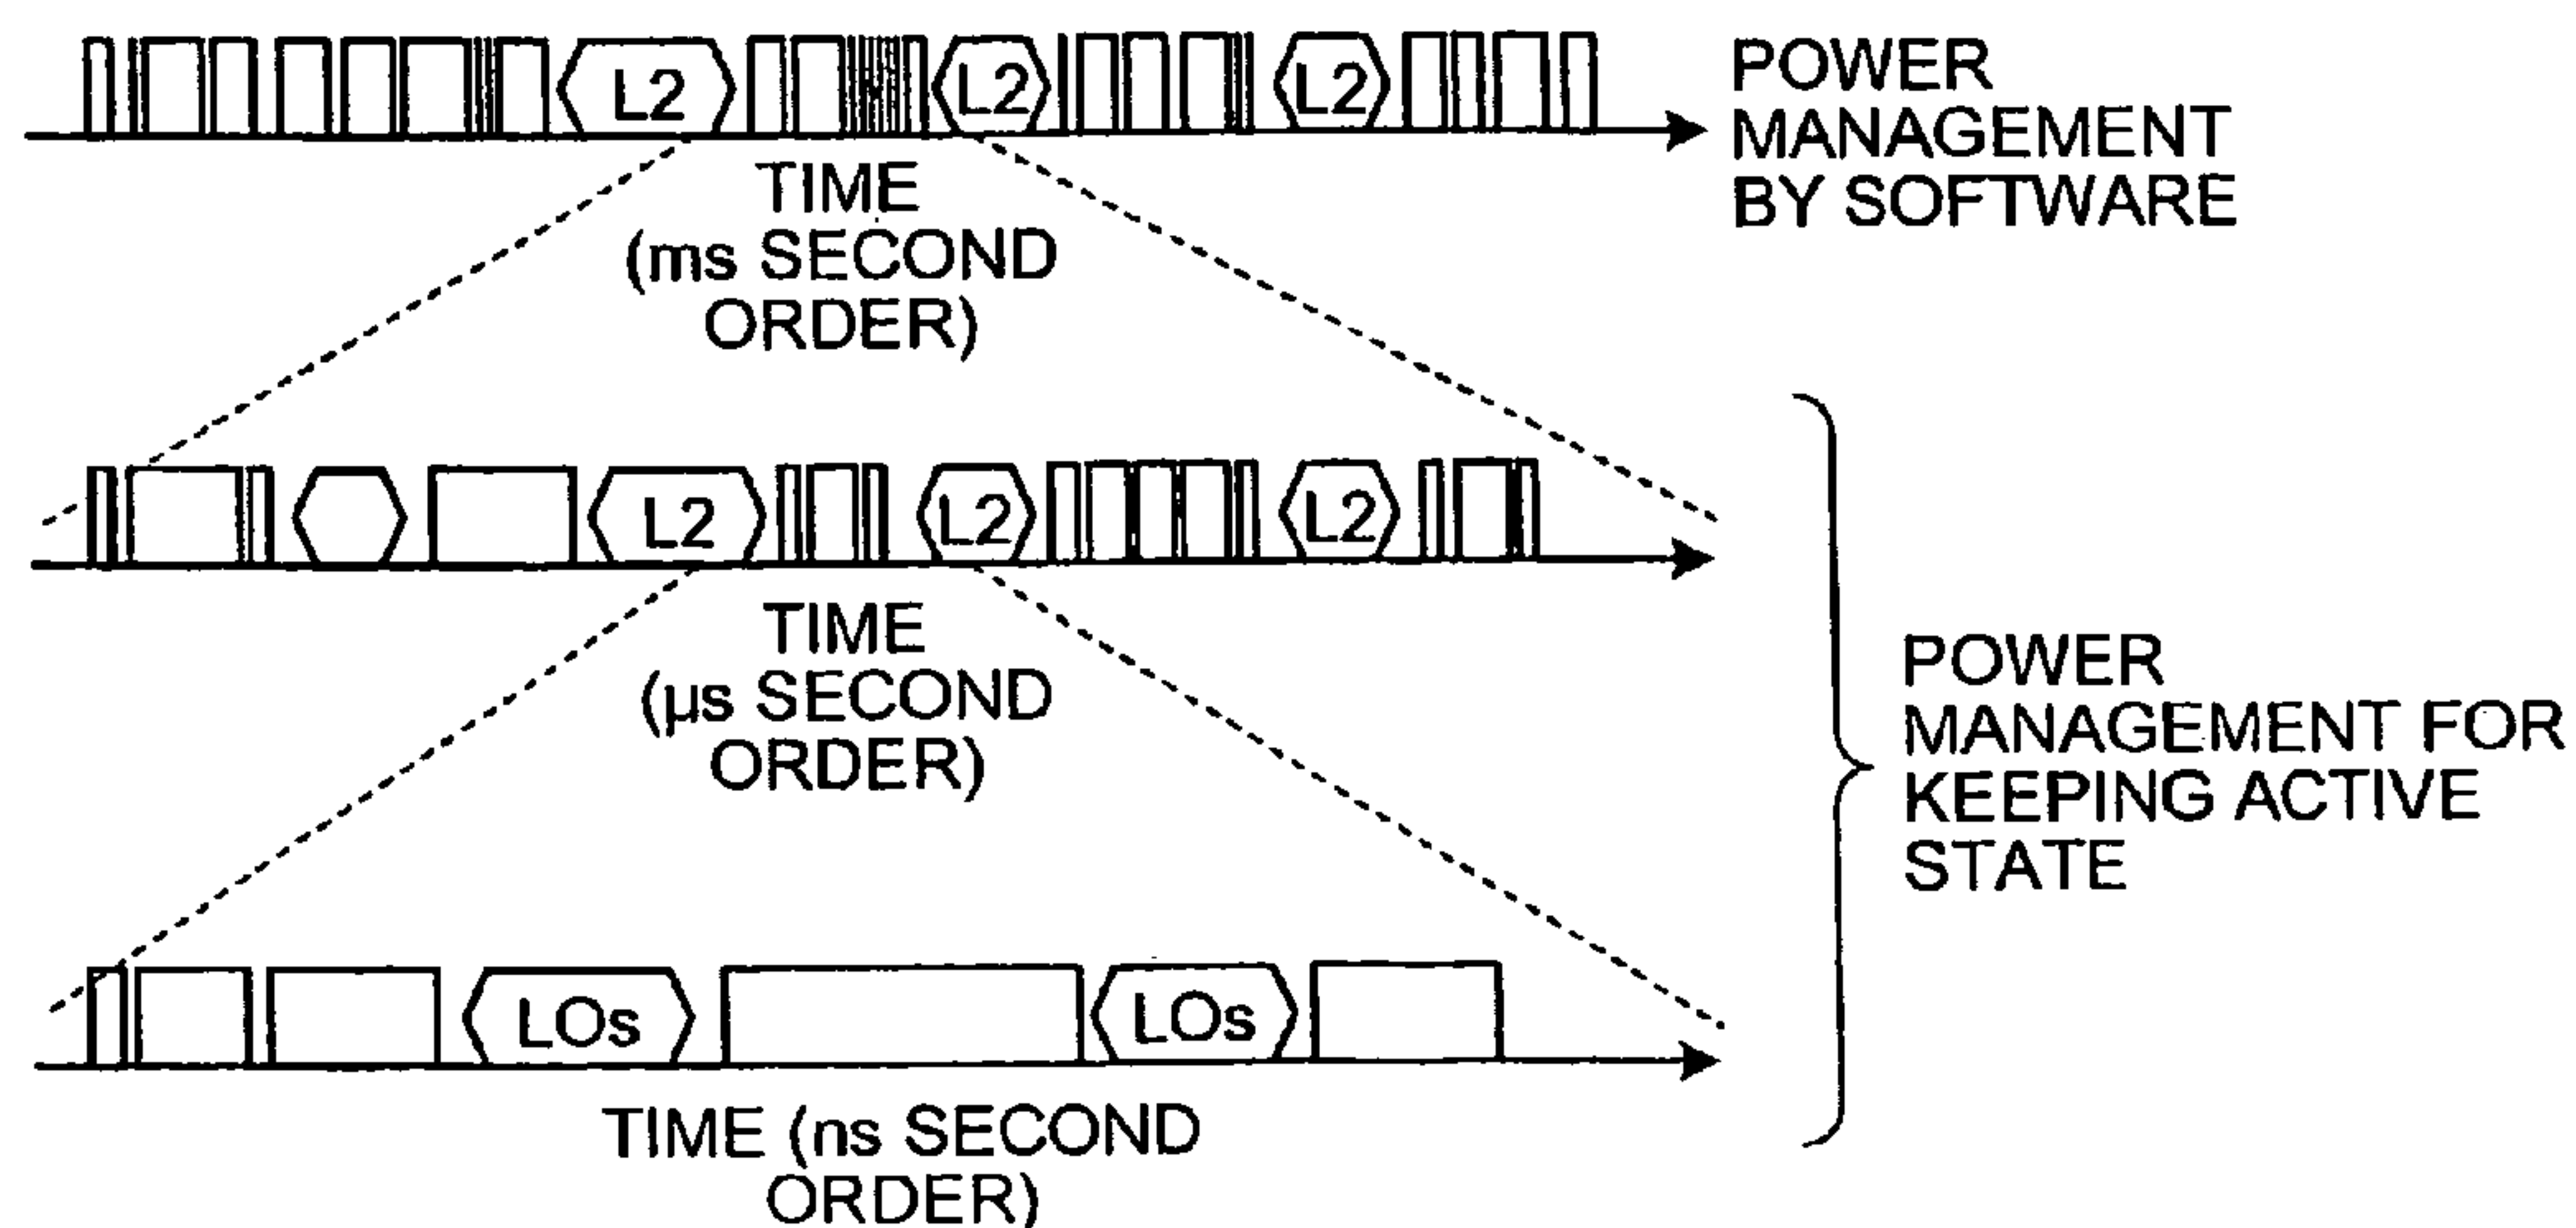 L2
L2
L2
POWER
MANAGEMENT
BY SOFTWARE
TIME
(ms SECOND
ORDER)
L2
L2
L2
TIME
(μs SECOND
ORDER)
POWER
MANAGEMENT FOR
KEEPING ACTIVE
STATE
LOs
LOs
TIME (ns SECOND
ORDER)